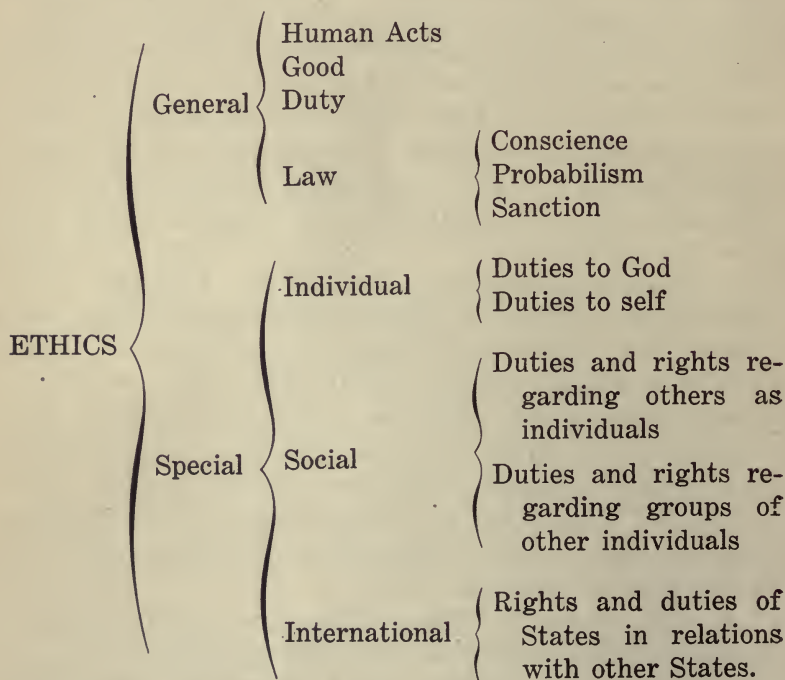 Human Acts
Good
General Duty
Law
Conscience
Probabilism
Sanction
Individual
Duties to God
Duties to self
ETHICS
Special
Social
Duties and rights re-
garding others as
individuals
Duties and rights re-
garding groups of
other individuals
International
Rights and duties of
States in relations
with other States.